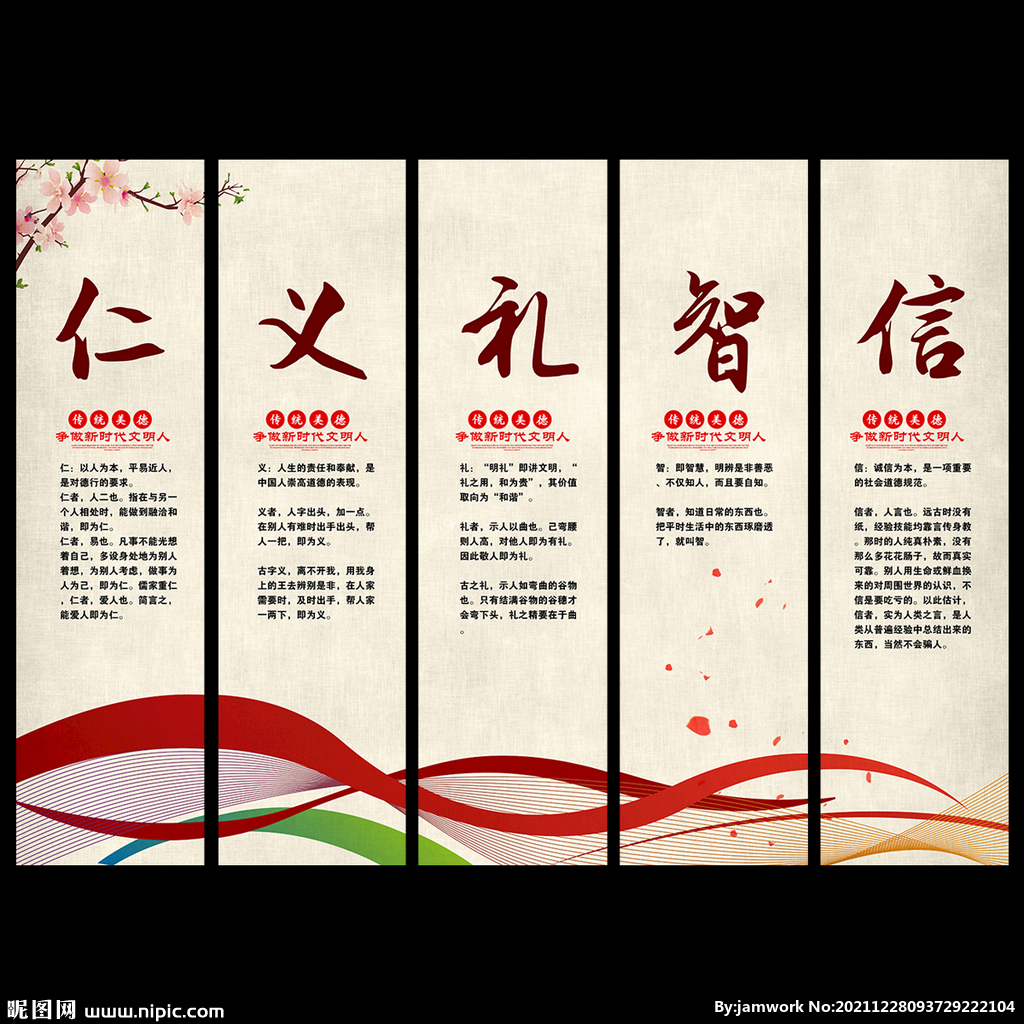 仁
传统美德
争做新时代文明人
仁：以人为本，平易近人，
是对德行的要求。
仁者，人二也。指在与另一
个人相处时，能做到融洽和
谐，即为仁。
仁者，易也。凡事不能光想
着自己，多设身处地为别人
着想，为别人考虑，做事为
人为己，即为仁。儒家重仁
，仁者，爱人也。简言之，
能爱人即为仁。
义
传统美德
争做新时代文明人
义：人生的责任和奉献，是
中国人崇高道德的表现。
义者，人字出头，加一点。
在别人有难时出手出头，帮
人一把，即为义。
古字义，离不开我，用我身
上的王去辨别是非，在人家
需要时，及时出手，帮人家
一两下，即为义。
礼
传统美德
争做新时代文明人
礼：“明礼”即讲文明，“
礼之用，和为贵”，其价值
取向为“和谐”。
礼者，示人以曲也。己弯腰
则人高，对他人即为有礼。
因此敬人即为礼。
古之礼，示人如弯曲的谷物
也。只有结满谷物的谷穗才
会弯下头，礼之精要在于曲
。
智
传统美德
争做新时代文明人
智：即智慧，明辨是非善恶
、不仅知人，而且要自知。
智者，知道日常的东西也。
把平时生活中的东西琢磨透
了，就叫智。
信
传统美德
争做新时代文明人
信：诚信为本，是一项重要
的社会道德规范。
信者，人言也。远古时没有
纸，经验技能均靠言传身教
。那时的人纯真朴素，没有
那么多花花肠子，故而真实
可靠。别人用生命或鲜血换
来的对周围世界的认识，不
信是要吃亏的。以此估计，
信者，实为人类之言，是人
类从普遍经验中总结出来的
东西，当然不会骗人。
昵图网 www.nipic.com
By:jamwork No:20211228093729222104